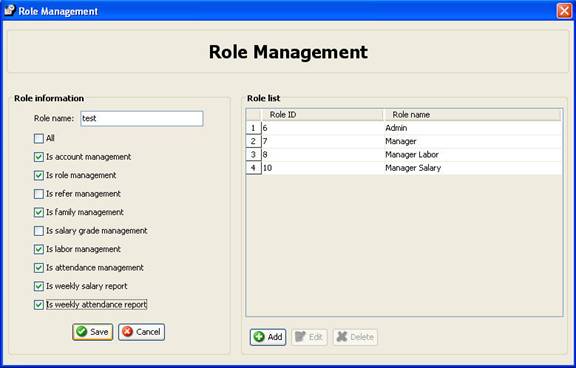 Role Management
Role Management
Role information
Role name: test
All
Is account management
Is role management
Is refer management
Is family management
Is salary grade management
Is labor management
Is attendance management
Is weekly salary report
Is weekly attendance report
Save Cancel
Role list
Role ID Role name
1 6 Admin
2 7 Manager
3 8 Manager Labor
4 10 Manager Salary
Add Edit Delete